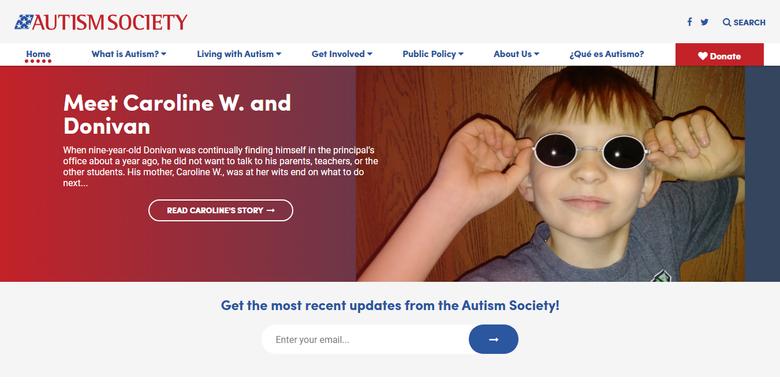 AUTISM SOCIETY
SEARCH
Home
What is Autism?
Living with Autism
Get Involved
Public Policy
About Us
¿Qué es Autismo?
Donate
Meet Caroline W. and
Donivan
When nine-year-old Donivan was continually finding himself in the principal's
office about a year ago, he did not want to talk to his parents, teachers, or the
other students. His mother, Caroline W., was at her wits end on what to do
next...
READ CAROLINE'S STORY →
Get the most recent updates from the Autism Society!
Enter your email...
→